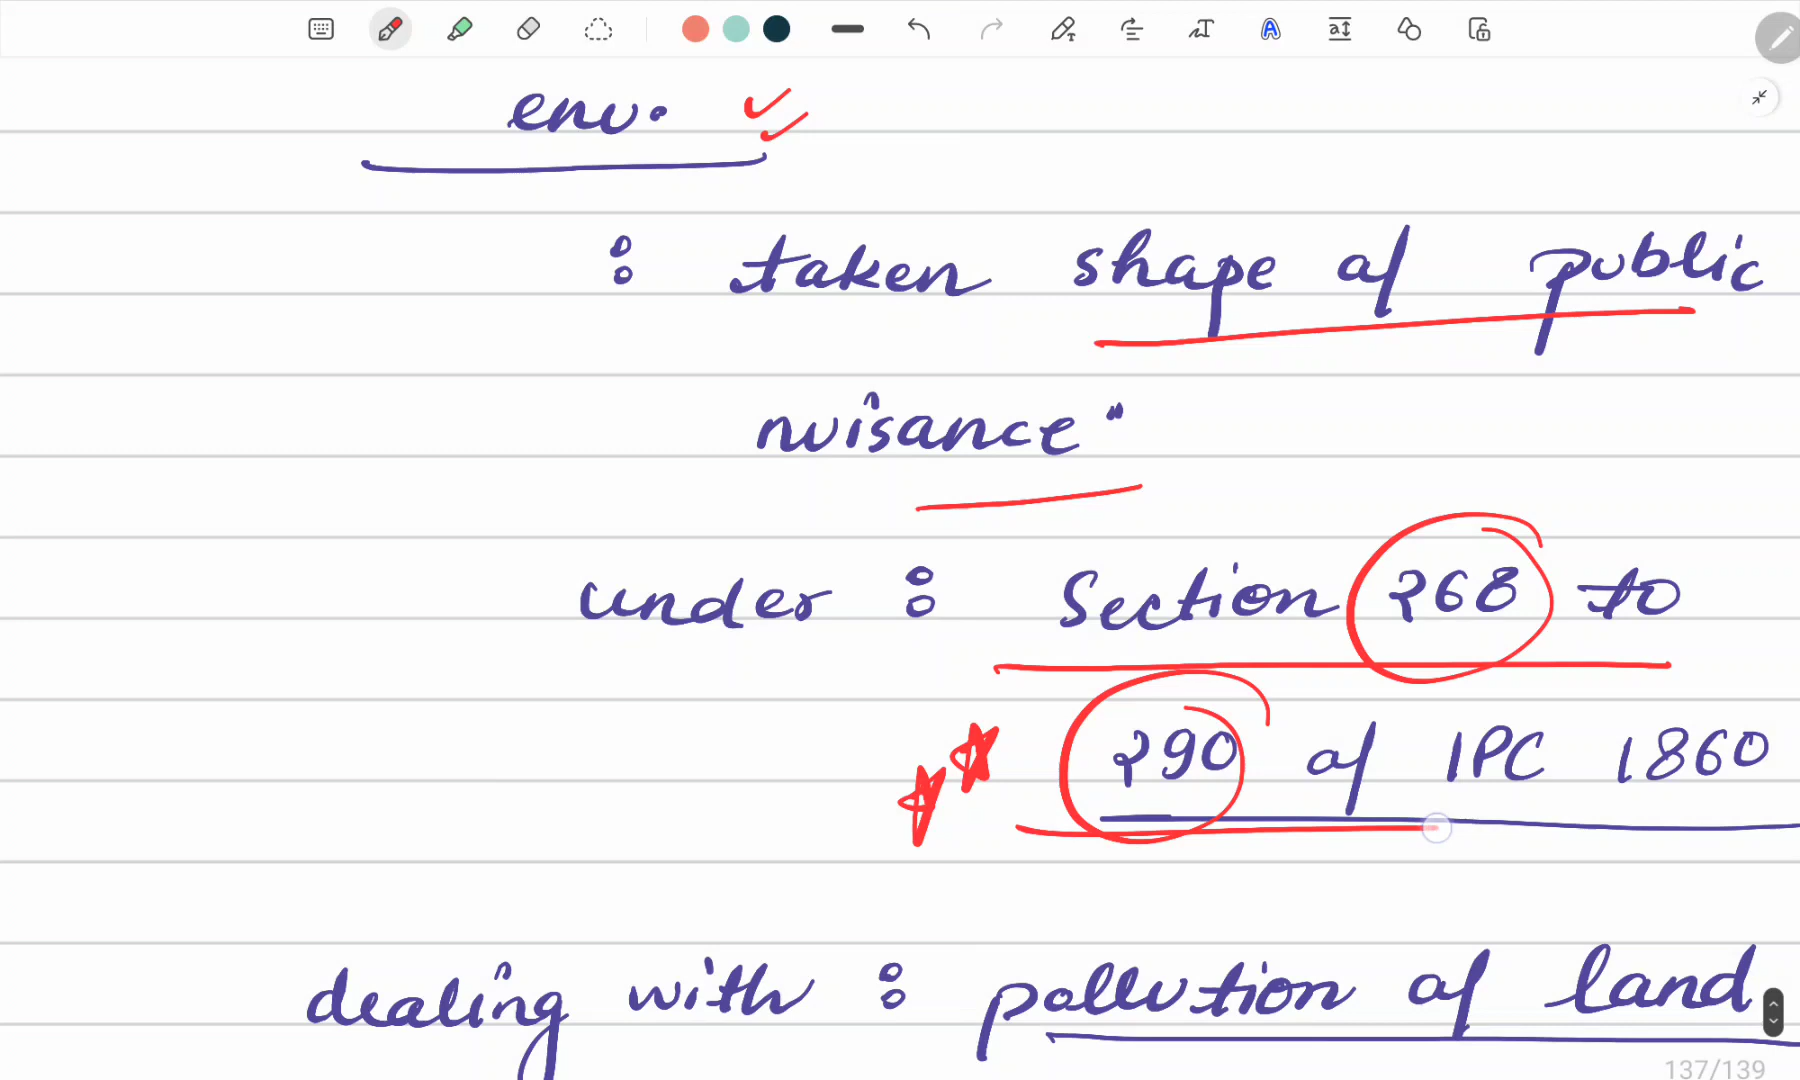 env.
: taken shape of public
nuisance"
under : Section 268 to
290 of IPC 1860
dealing with : pollution of land
137/139